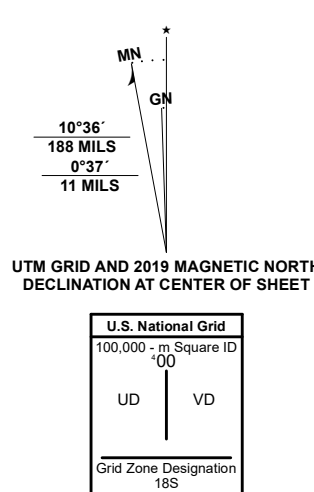 MN
GN
10°36´
188 MILS
0°37´
11 MILS
UTM GRID AND 2019 MAGNETIC NORTH
DECLINATION AT CENTER OF SHEET
U.S. National Grid
100,000 - m Square ID
⁴00
UD VD
Grid Zone Designation
18S